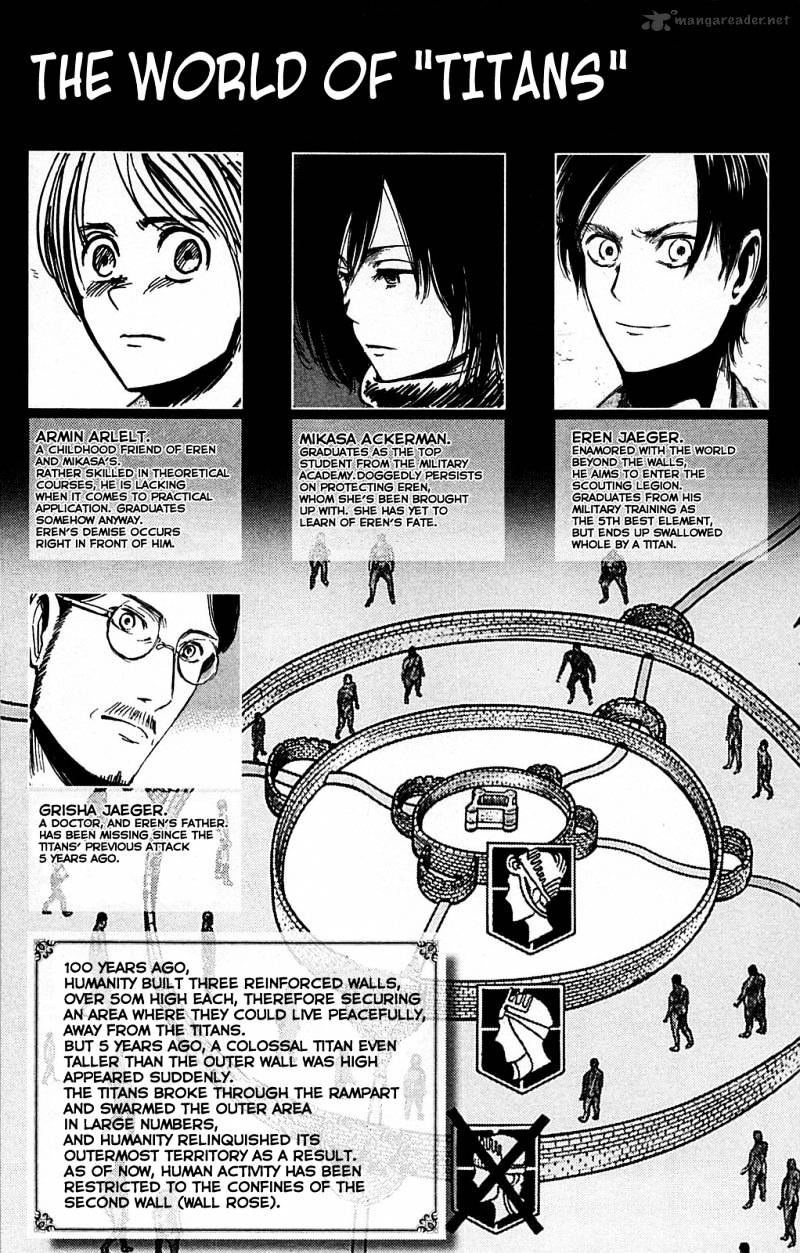 mangareader.net
THE WORLD OF "TITANS"
ARMIN ARLELT.
A CHILDHOOD FRIEND OF EREN
AND MIKASA'S.
RATHER SKILLED IN THEORETICAL
COURSES, HE IS LACKING
WHEN IT COMES TO PRACTICAL
APPLICATION. GRADUATES
SOMEHOW ANYWAY.
EREN'S DEMISE OCCURS
RIGHT IN FRONT OF HIM.
MIKASA ACKERMAN.
GRADUATES AS THE TOP
STUDENT FROM THE MILITARY
ACADEMY.DOGGEDLY PERSISTS
ON PROTECTING EREN,
WHOM SHE'S BEEN BROUGHT
UP WITH. SHE HAS YET TO
LEARN OF EREN'S FATE.
EREN JAEGER.
ENAMORED WITH THE WORLD
BEYOND THE WALLS,
HE AIMS TO ENTER THE
SCOUTING LEGION.
GRADUATES FROM HIS
MILITARY TRAINING AS
THE 5TH BEST ELEMENT,
BUT ENDS UP SWALLOWED
WHOLE BY A TITAN.
GRISHA JAEGER.
A DOCTOR, AND EREN'S FATHER.
HAS BEEN MISSING SINCE THE
TITANS' PREVIOUS ATTACK
5 YEARS AGO.
100 YEARS AGO,
HUMANITY BUILT THREE REINFORCED WALLS,
OVER 50M HIGH EACH, THEREFORE SECURING
AN AREA WHERE THEY COULD LIVE PEACEFULLY,
AWAY FROM THE TITANS.
BUT 5 YEARS AGO, A COLOSSAL TITAN EVEN
TALLER THAN THE OUTER WALL WAS HIGH
APPEARED SUDDENLY.
THE TITANS BROKE THROUGH THE RAMPART
AND SWARMED THE OUTER AREA
IN LARGE NUMBERS,
AND HUMANITY RELINQUISHED ITS
OUTERMOST TERRITORY AS A RESULT.
AS OF NOW, HUMAN ACTIVITY HAS BEEN
RESTRICTED TO THE CONFINES OF THE
SECOND WALL (WALL ROSE).